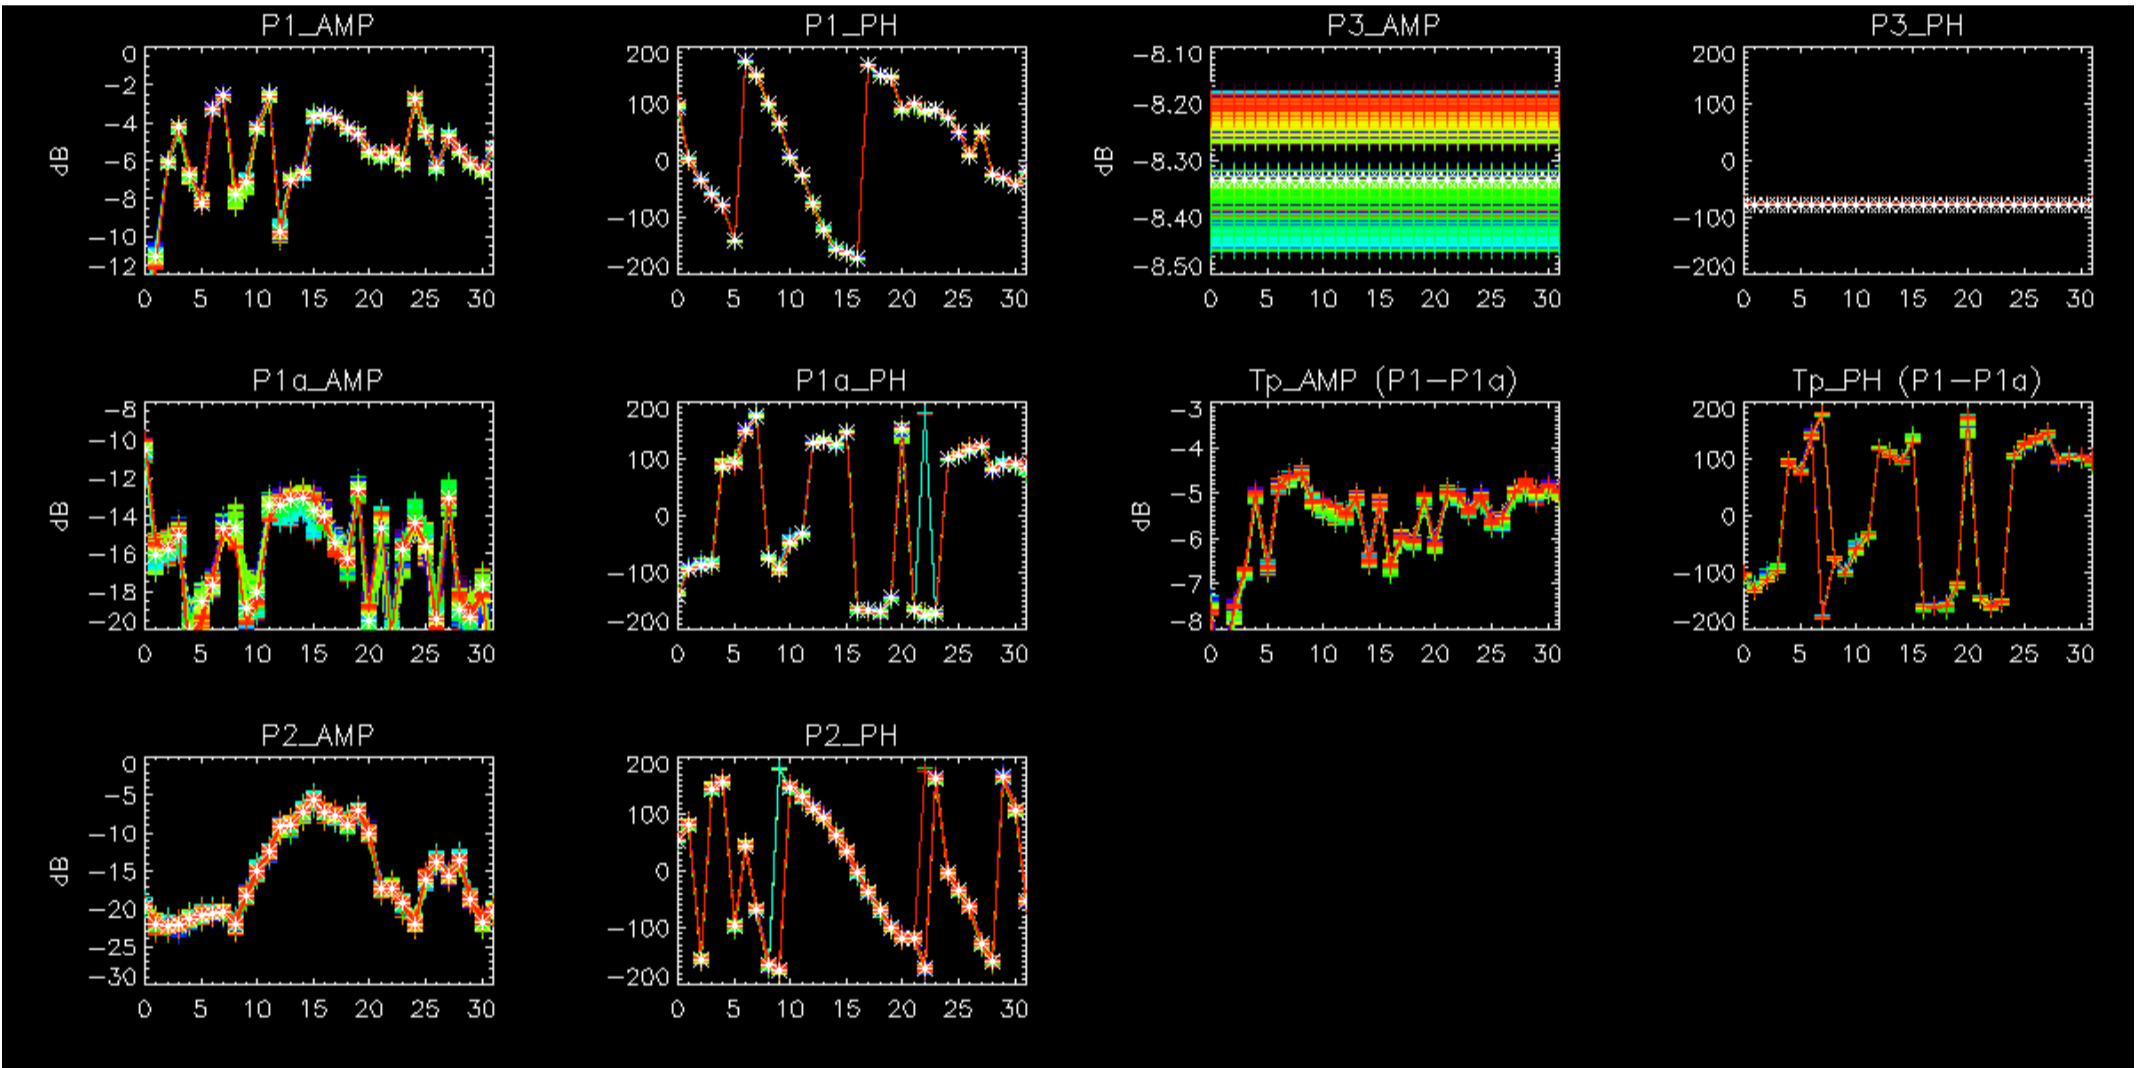 P1_AMP
P1_PH
P3_AMP
P3_PH
dB
0
−2
−4
−6
−8
−10
−12
0 5 10 15 20 25 30
200
100
0
−100
−200
0 5 10 15 20 25 30
dB
−8.10
−8.20
−8.30
−8.40
−8.50
0 5 10 15 20 25 30
200
100
0
−100
−200
0 5 10 15 20 25 30
P1a_AMP
P1a_PH
Tp_AMP (P1−P1a)
Tp_PH (P1−P1a)
dB
−8
−10
−12
−14
−16
−18
−20
0 5 10 15 20 25 30
200
100
0
−100
−200
0 5 10 15 20 25 30
dB
−3
−4
−5
−6
−7
−8
0 5 10 15 20 25 30
200
100
0
−100
−200
0 5 10 15 20 25 30
P2_AMP
P2_PH
dB
0
−5
−10
−15
−20
−25
−30
0 5 10 15 20 25 30
200
100
0
−100
−200
0 5 10 15 20 25 30